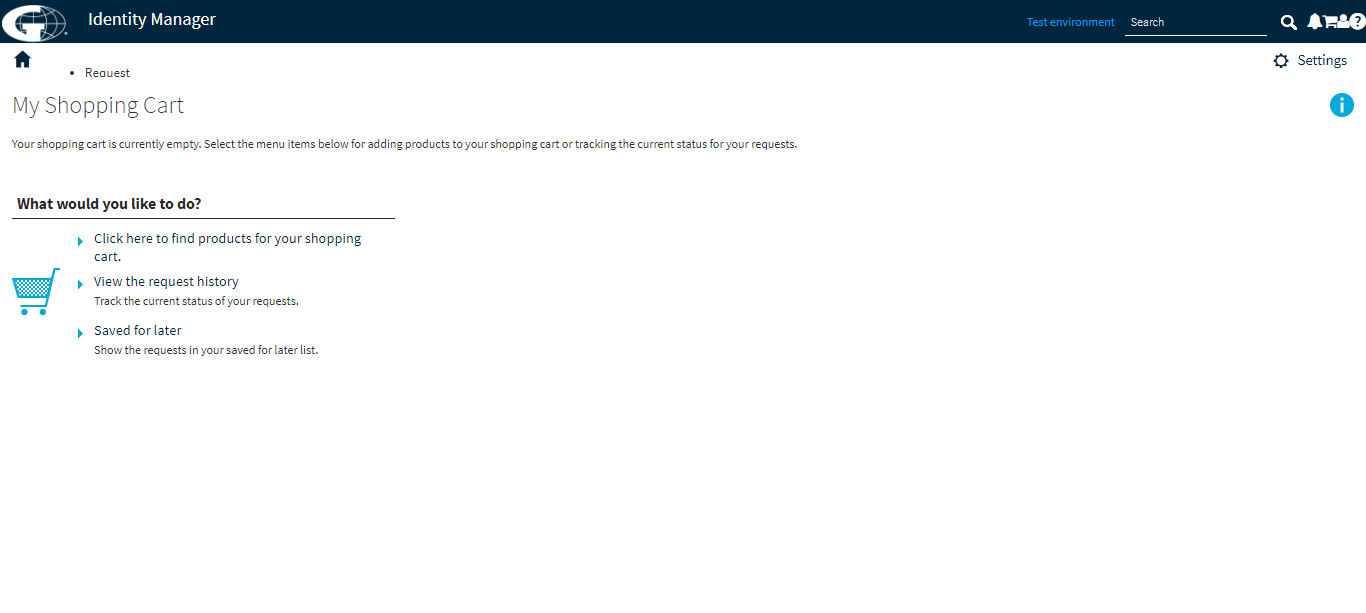 Identity Manager
Test environment
Search
Settings
Request
My Shopping Cart
Your shopping cart is currently empty. Select the menu items below for adding products to your shopping cart or tracking the current status for your requests.
What would you like to do?
Click here to find products for your shopping
cart.
View the request history
Track the current status of your requests.
Saved for later
Show the requests in your saved for later list.